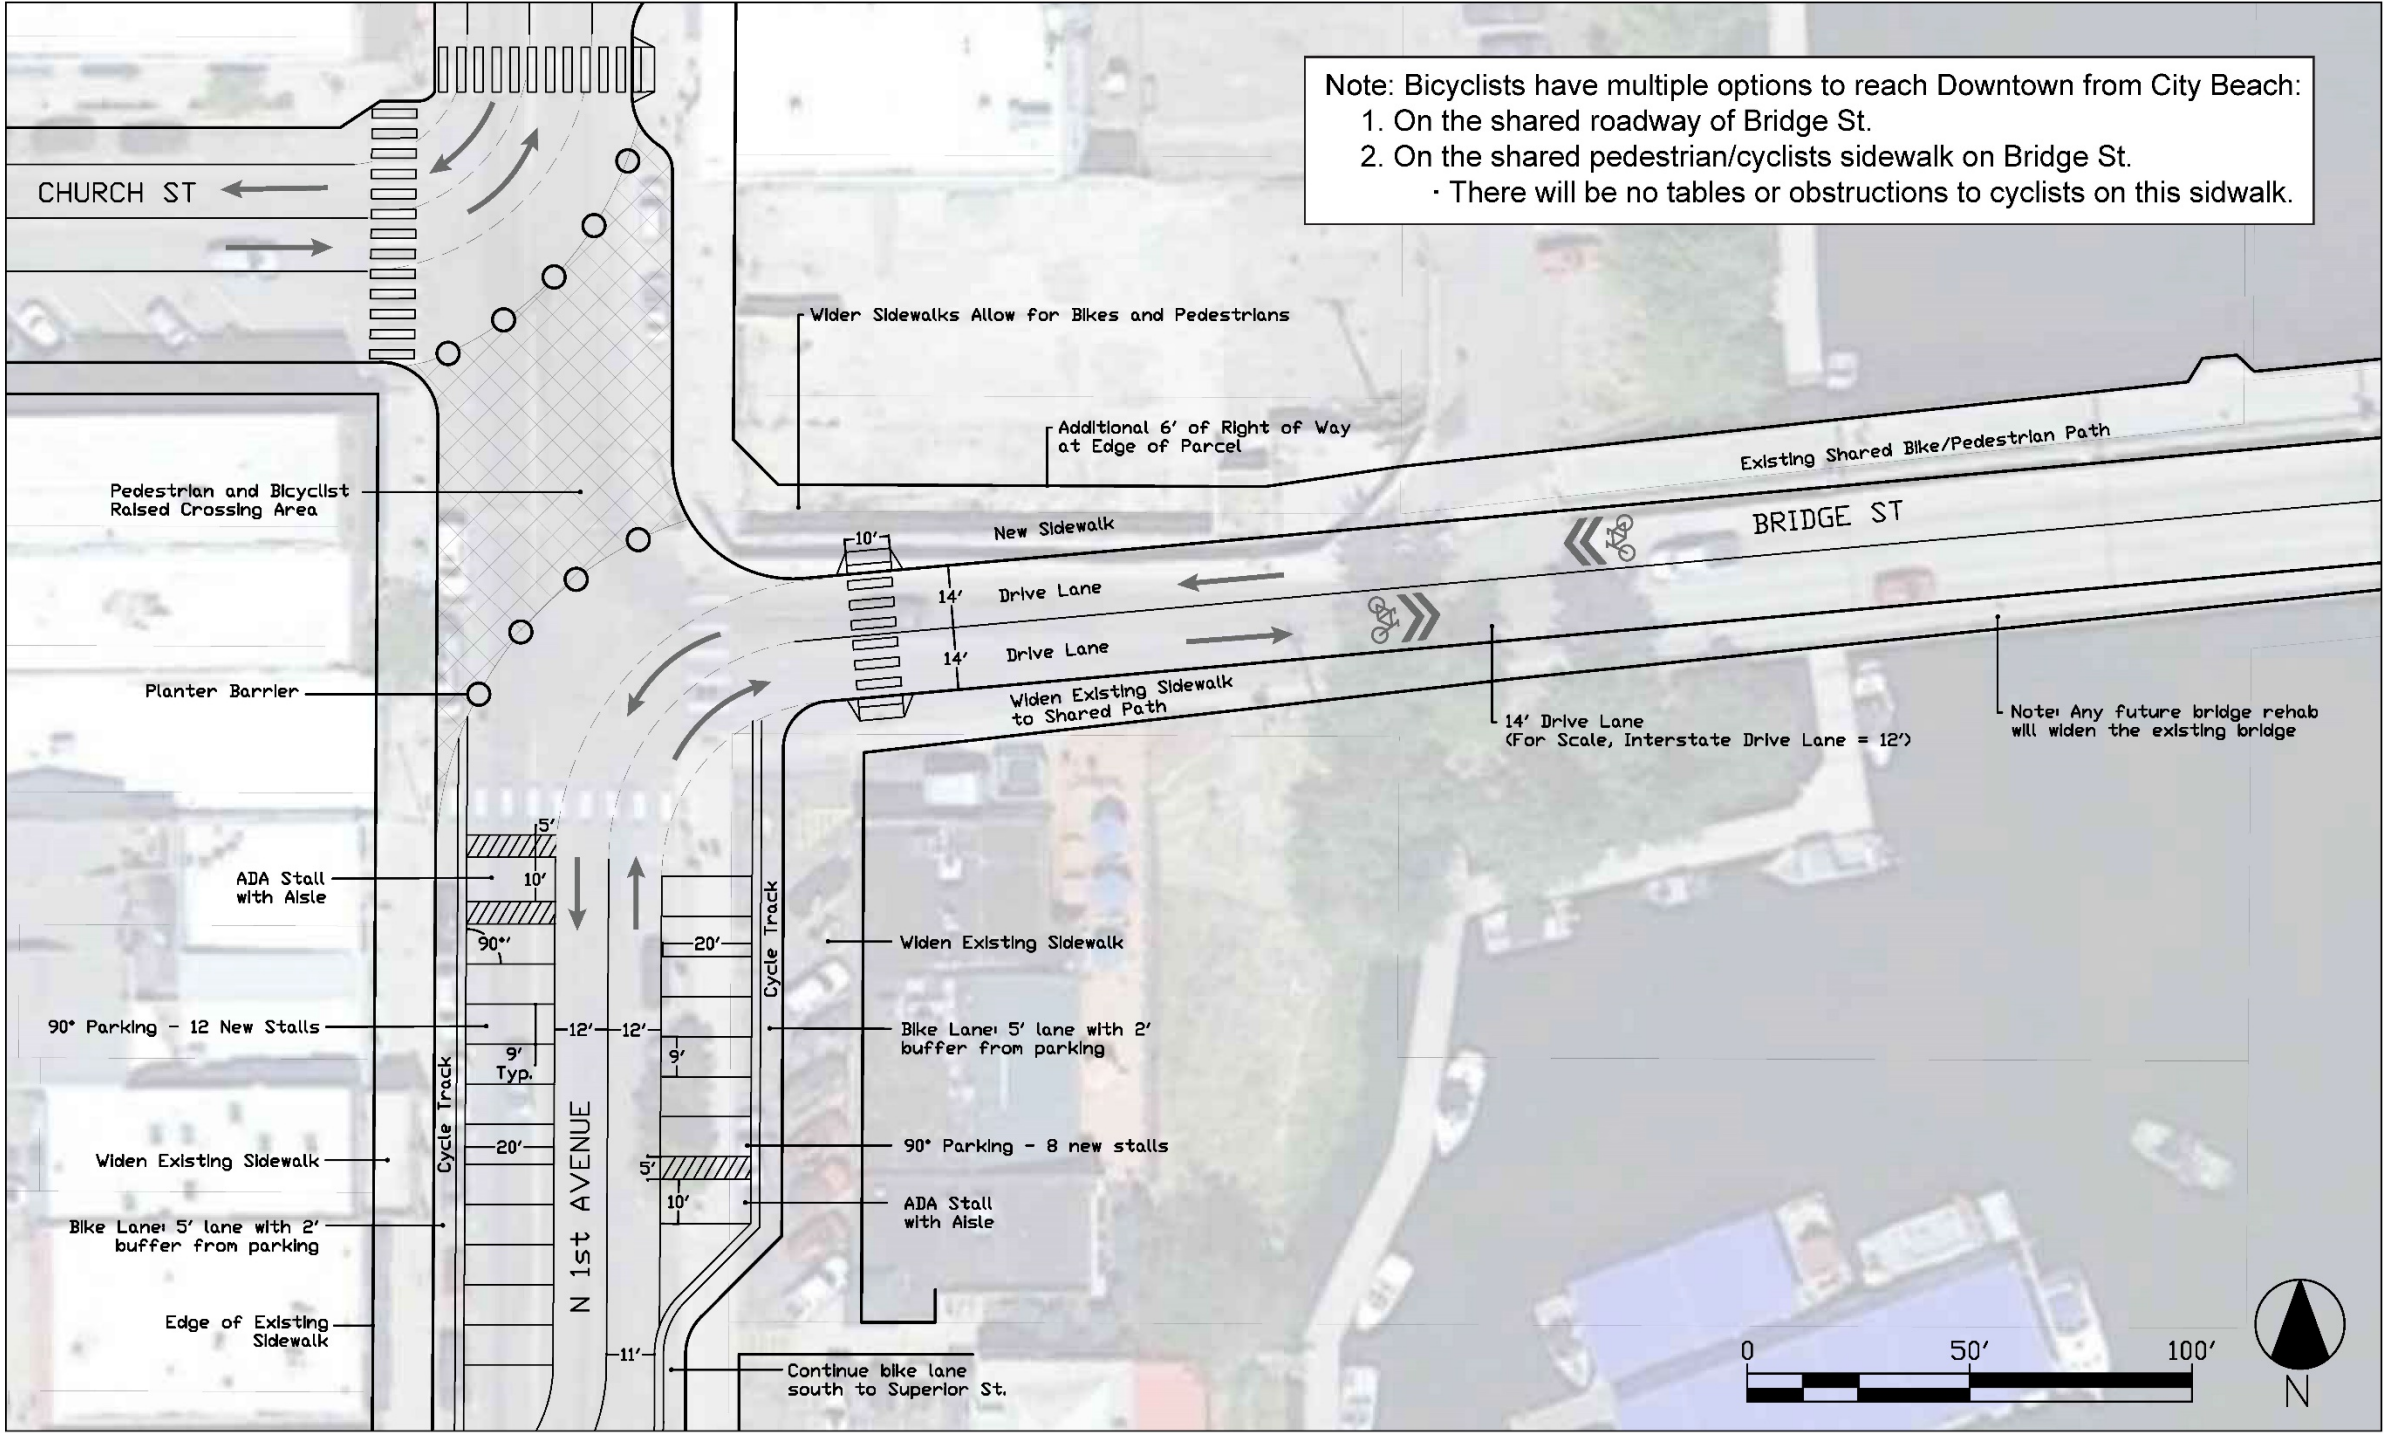 Note: Bicyclists have multiple options to reach Downtown from City Beach:
1. On the shared roadway of Bridge St.
2. On the shared pedestrian/cyclists sidewalk on Bridge St.
· There will be no tables or obstructions to cyclists on this sidwalk.
CHURCH ST
Wider Sidewalks Allow for Bikes and Pedestrians
Additional 6' of Right of Way
at Edge of Parcel
Existing Shared Bike/Pedestrian Path
Pedestrian and Bicyclist
Raised Crossing Area
BRIDGE ST
New Sidewalk
10'
14'
Drive Lane
14'
Drive Lane
Widen Existing Sidewalk
to Shared Path
Planter Barrier
14' Drive Lane
(For Scale, Interstate Drive Lane = 12')
Note: Any future bridge rehab
will widen the existing bridge
5'
ADA Stall
with Aisle
10'
90°'
20'
Cycle Track
Widen Existing Sidewalk
90° Parking - 12 New Stalls
12'
12'
Bike Lane: 5' lane with 2'
buffer from parking
9'
Typ.
9'
Cycle Track
N 1st AVENUE
20'
90° Parking - 8 new stalls
Widen Existing Sidewalk
5'
10'
ADA Stall
with Aisle
Bike Lane: 5' lane with 2'
buffer from parking
Edge of Existing
Sidewalk
11'
Continue bike lane
south to Superior St.
0
50'
100'
N